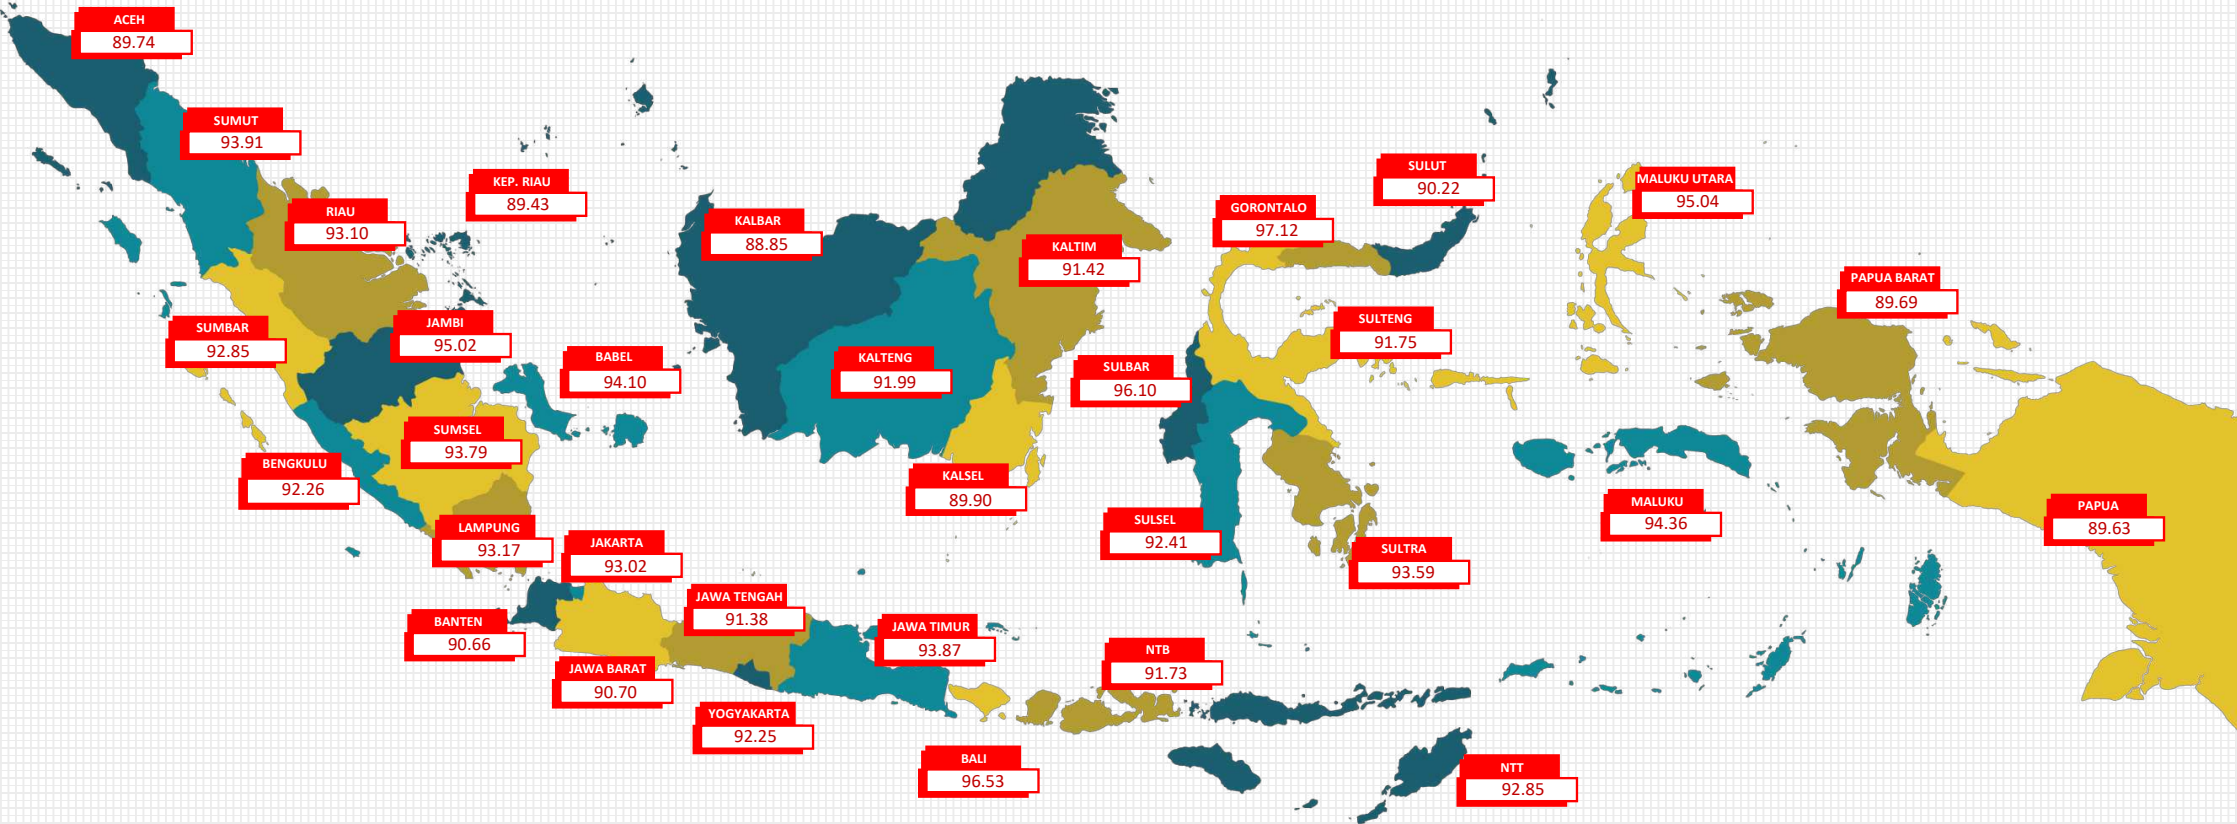 ACEH
89.74
SUMUT
93.91
KEP. RIAU
89.43
RIAU
93.10
SUMBAR
92.85
JAMBI
95.02
BABEL
94.10
SUMSEL
93.79
BENGKULU
92.26
LAMPUNG
93.17
JAKARTA
93.02
BANTEN
90.66
JAWA BARAT
90.70
JAWA TENGAH
91.38
YOGYAKARTA
92.25
JAWA TIMUR
93.87
BALI
96.53
NTB
91.73
NTT
92.85
KALBAR
88.85
KALTENG
91.99
KALTIM
91.42
KALSEL
89.90
GORONTALO
97.12
SULUT
90.22
SULTENG
91.75
SULBAR
96.10
SULSEL
92.41
SULTRA
93.59
MALUKU UTARA
95.04
MALUKU
94.36
PAPUA BARAT
89.69
PAPUA
89.63